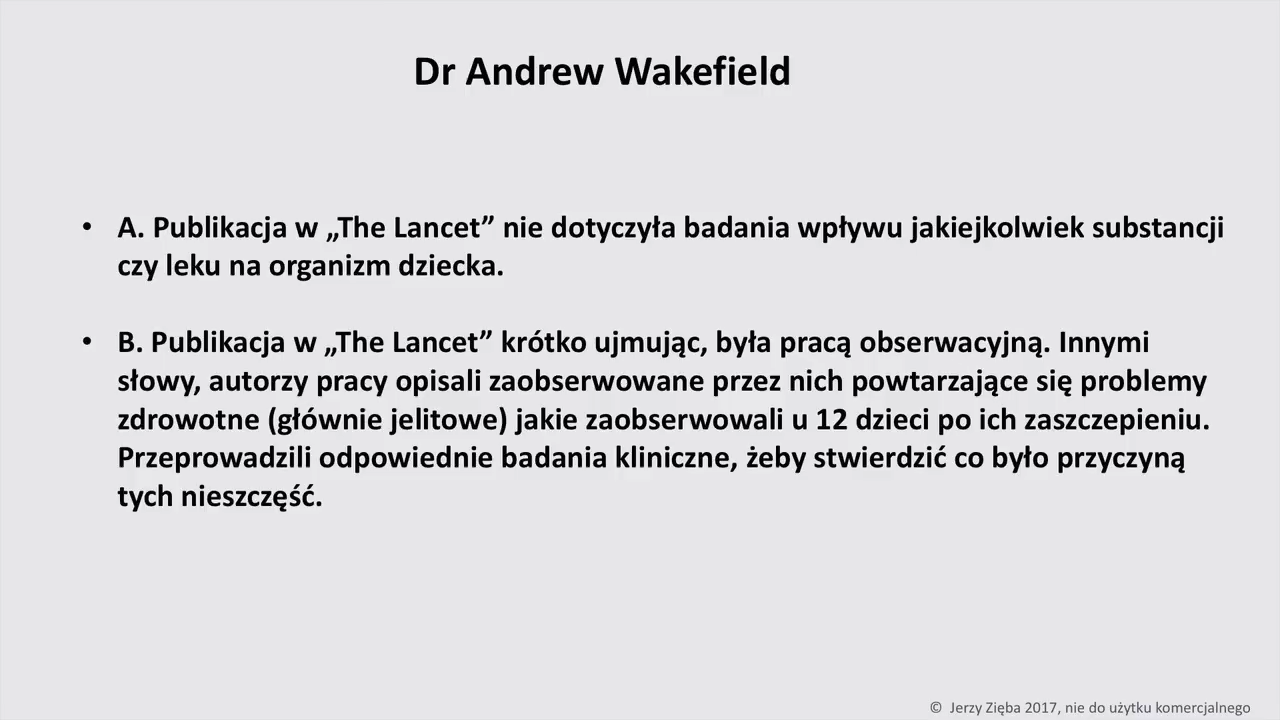 Dr Andrew Wakefield
• A. Publikacja w „The Lancet” nie dotyczyła badania wpływu jakiejkolwiek substancji
czy leku na organizm dziecka.
• B. Publikacja w „The Lancet” krótko ujmując, była pracą obserwacyjną. Innymi
słowy, autorzy pracy opisali zaobserwowane przez nich powtarzające się problemy
zdrowotne (głównie jelitowe) jakie zaobserwowali u 12 dzieci po ich zaszczepieniu.
Przeprowadzili odpowiednie badania kliniczne, żeby stwierdzić co było przyczyną
tych nieszczęść.
© Jerzy Zięba 2017, nie do użytku komercjalnego